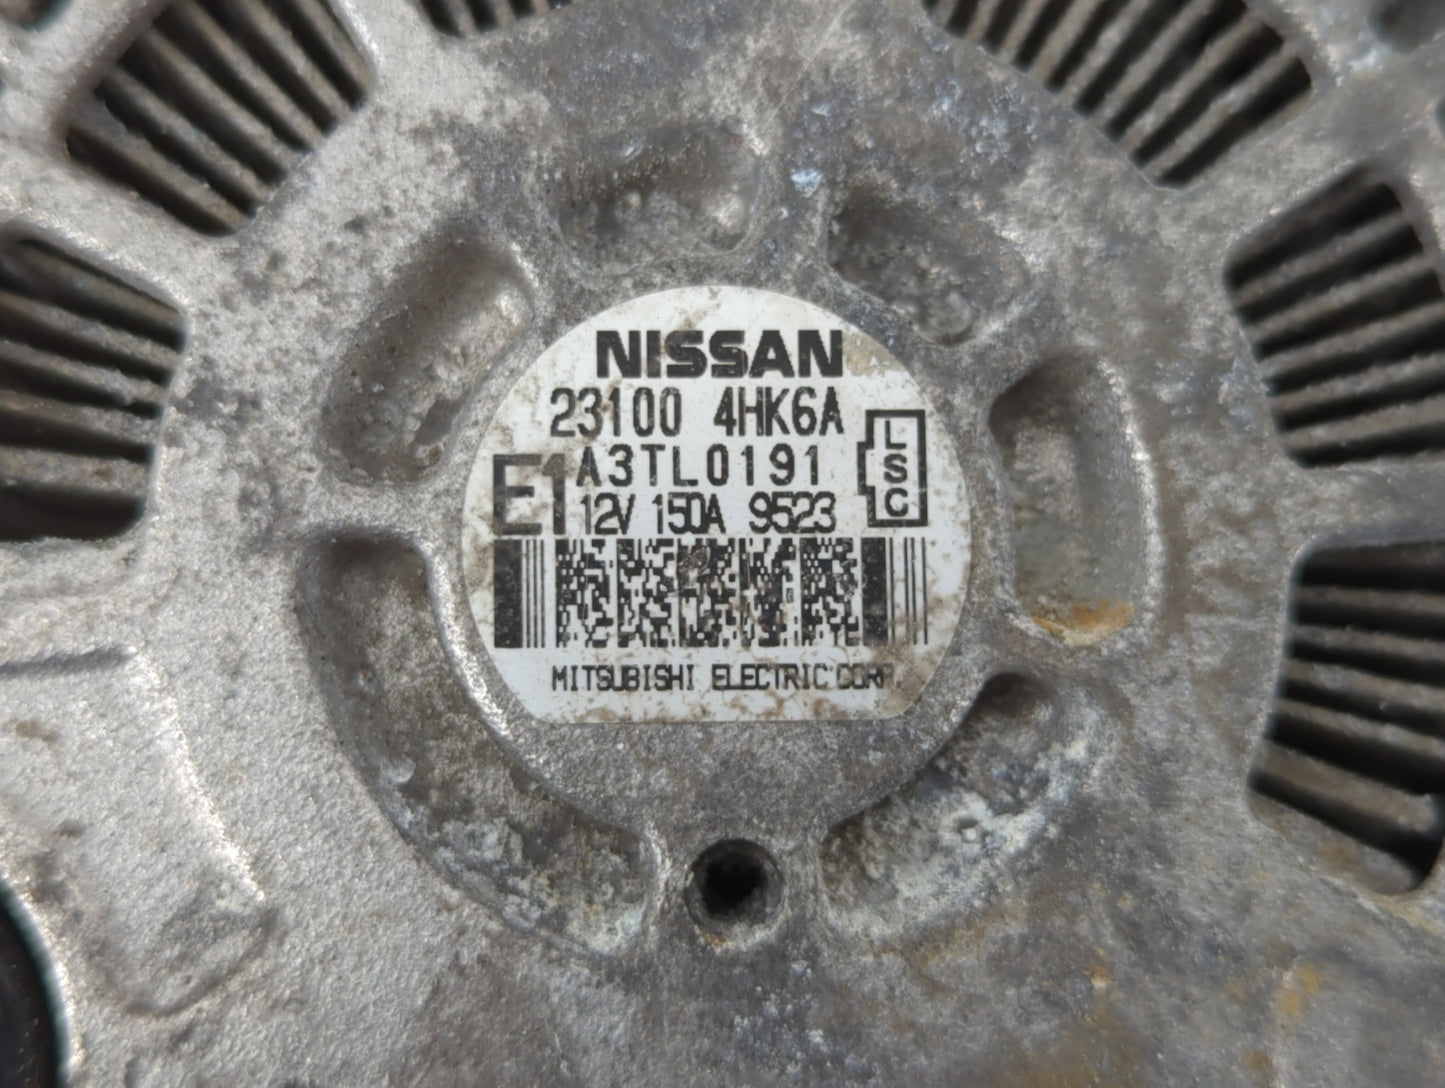 NISSAN
23100 4HK6A
A3TL0191
E1
12V 150A 9523
L
S
C
MITSUBISHI ELECTRIC CORP.